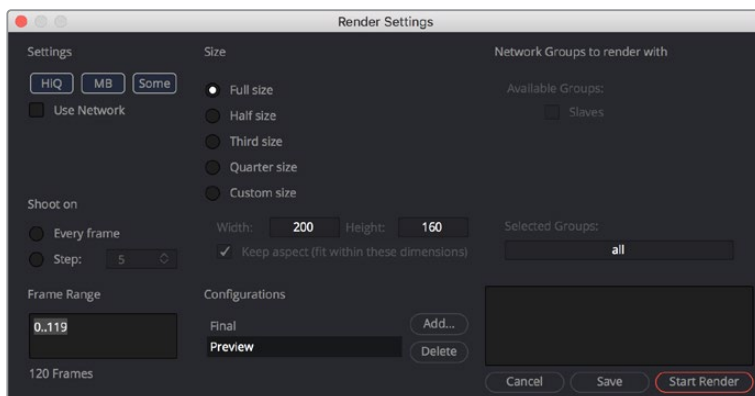 Render Settings
Settings
HiQ MB Some
Use Network
Shoot on
Every frame
Step: 5
Frame Range
0..119
120 Frames
Size
Full size
Half size
Third size
Quarter size
Custom size
Width: 200 Height: 160
Keep aspect (fit within these dimensions)
Configurations
Final
Preview
Add...
Delete
Network Groups to render with
Available Groups:
Slaves
Selected Groups:
all
Cancel Save Start Render